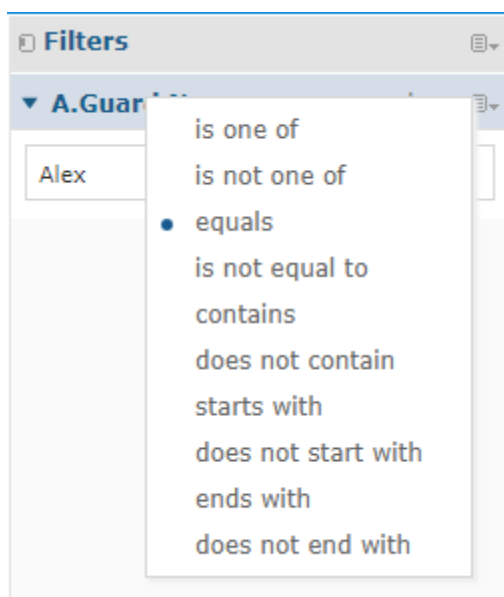 Filters
A.Guar
Alex
is one of
is not one of
equals
is not equal to
contains
does not contain
starts with
does not start with
ends with
does not end with